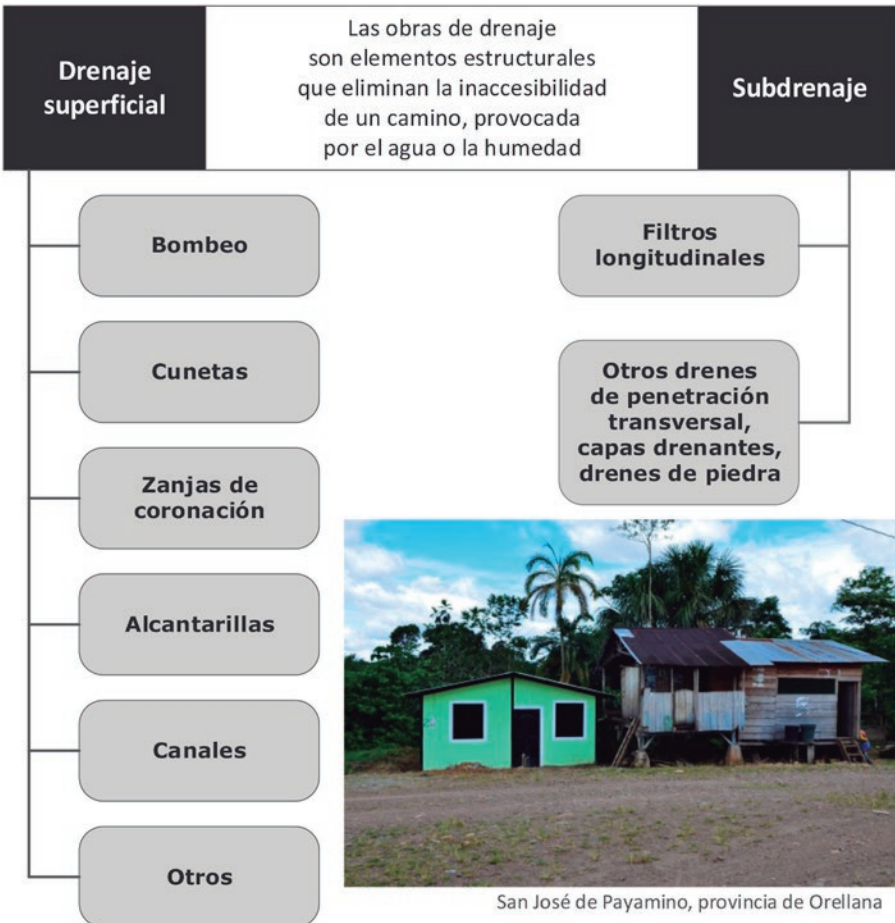 Drenaje
superficial
Las obras de drenaje
son elementos estructurales
que eliminan la inaccesibilidad
de un camino, provocada
por el agua o la humedad
Subdrenaje
Bombeo
Cunetas
Zanjas de
coronación
Alcantarillas
Canales
Otros
Filtros
longitudinales
Otros drenes
de penetración
transversal,
capas drenantes,
drenes de piedra
San José de Payamino, provincia de Orellana